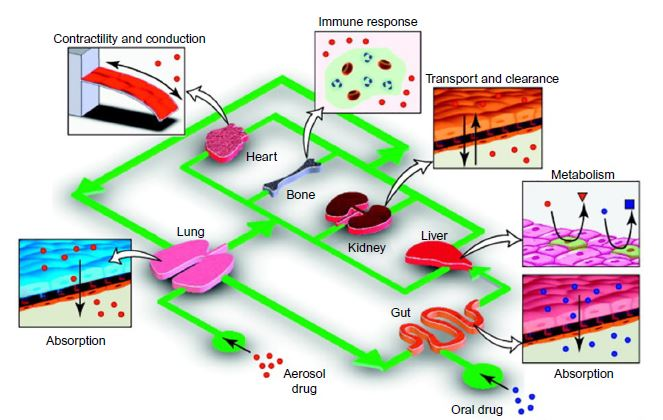 Immune response
Contractility and conduction
Transport and clearance
Heart
Metabolism
Bone
Lung
Liver
Kidney
Gut
Absorption
Aerosol
drug
Absorption
Oral drug